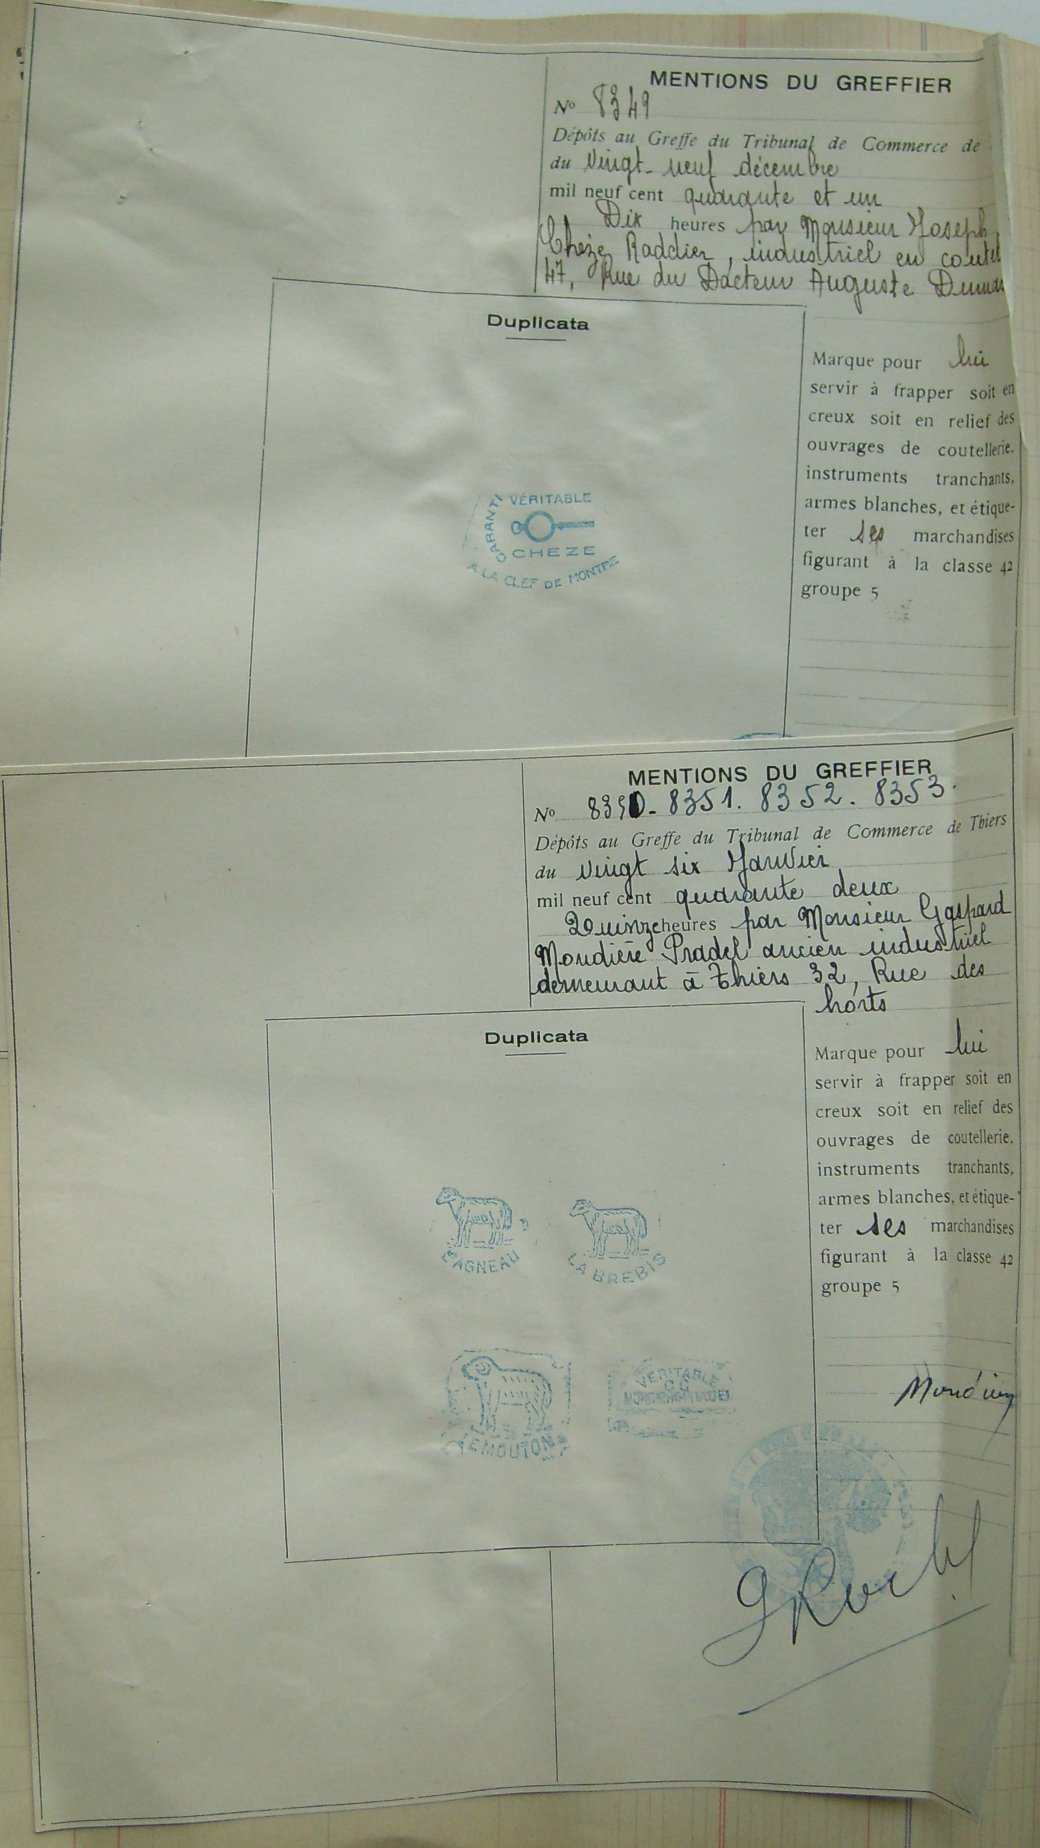 MENTIONS DU GREFFIER
No 8349
Dépôts au Greffe du Tribunal de Commerce de
du Vingt-neuf décembre
mil neuf cent quarante et un
Dix heures par Monsieur Joseph
Chèze Raddier, industriel en coutel
47, Rue du Docteur Auguste Dumas
Duplicata
Marque pour lui
servir à frapper soit en
creux soit en relief des
ouvrages de coutellerie.
instruments tranchants,
armes blanches, et étique-
ter ses marchandises
figurant à la classe 42
groupe 5
GARANTI VÉRITABLE
CHEZE
A LA CLEF DE MONTRE
MENTIONS DU GREFFIER
No 8350-8351. 8352. 8353.
Dépôts au Greffe du Tribunal de Commerce de Thiers
du Vingt six Janvier
mil neuf cent quarante deux
Quinze heures par Monsieur Gaspard
Mondière Pradel ancien industriel
demeurant à Thiers 32, Rue des
horts
Duplicata
Marque pour lui
servir à frapper soit en
creux soit en relief des
ouvrages de coutellerie.
instruments tranchants,
armes blanches, et étique-
ter ses marchandises
figurant à la classe 42
groupe 5
L'AGNEAU
LA BREBIS
LE MOUTON
VÉRITABLE
G D
MONDIERE PRADEL